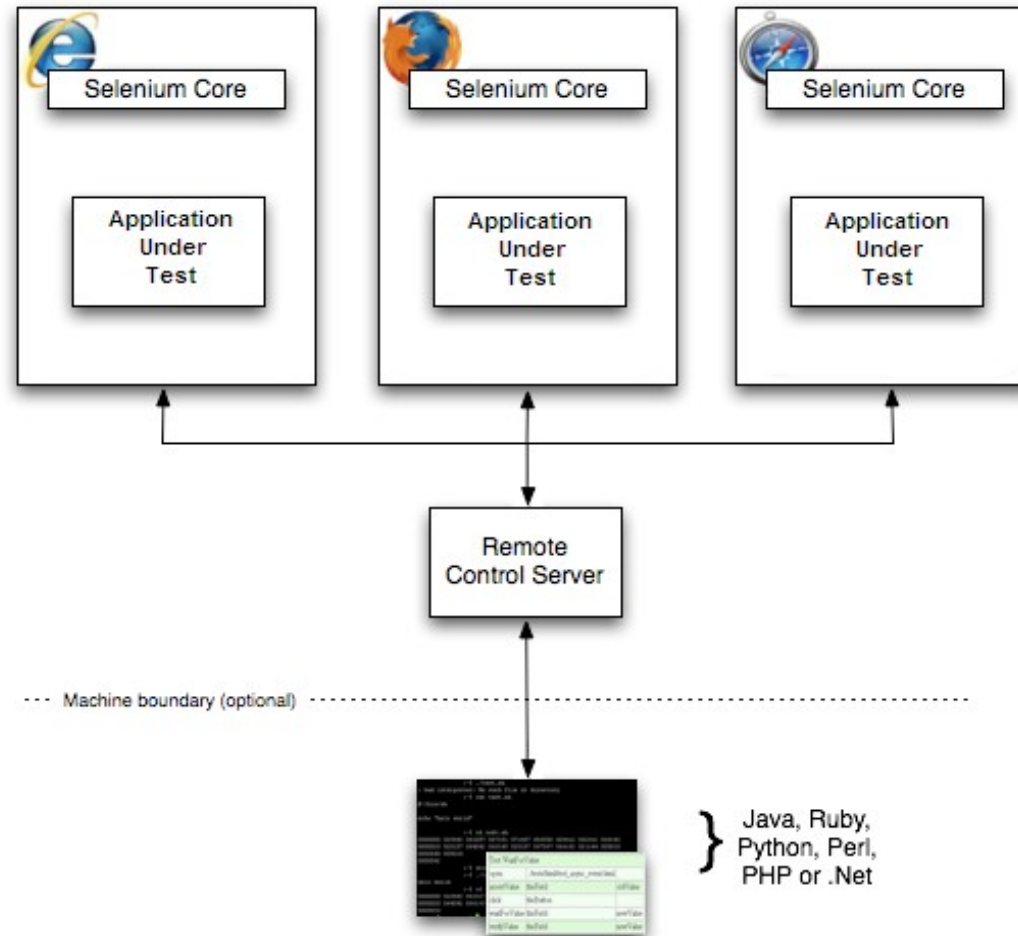 Selenium Core
Selenium Core
Selenium Core
Application
Under
Test
Application
Under
Test
Application
Under
Test
Remote
Control Server
Machine boundary (optional)
Java, Ruby,
Python, Perl,
PHP or .Net